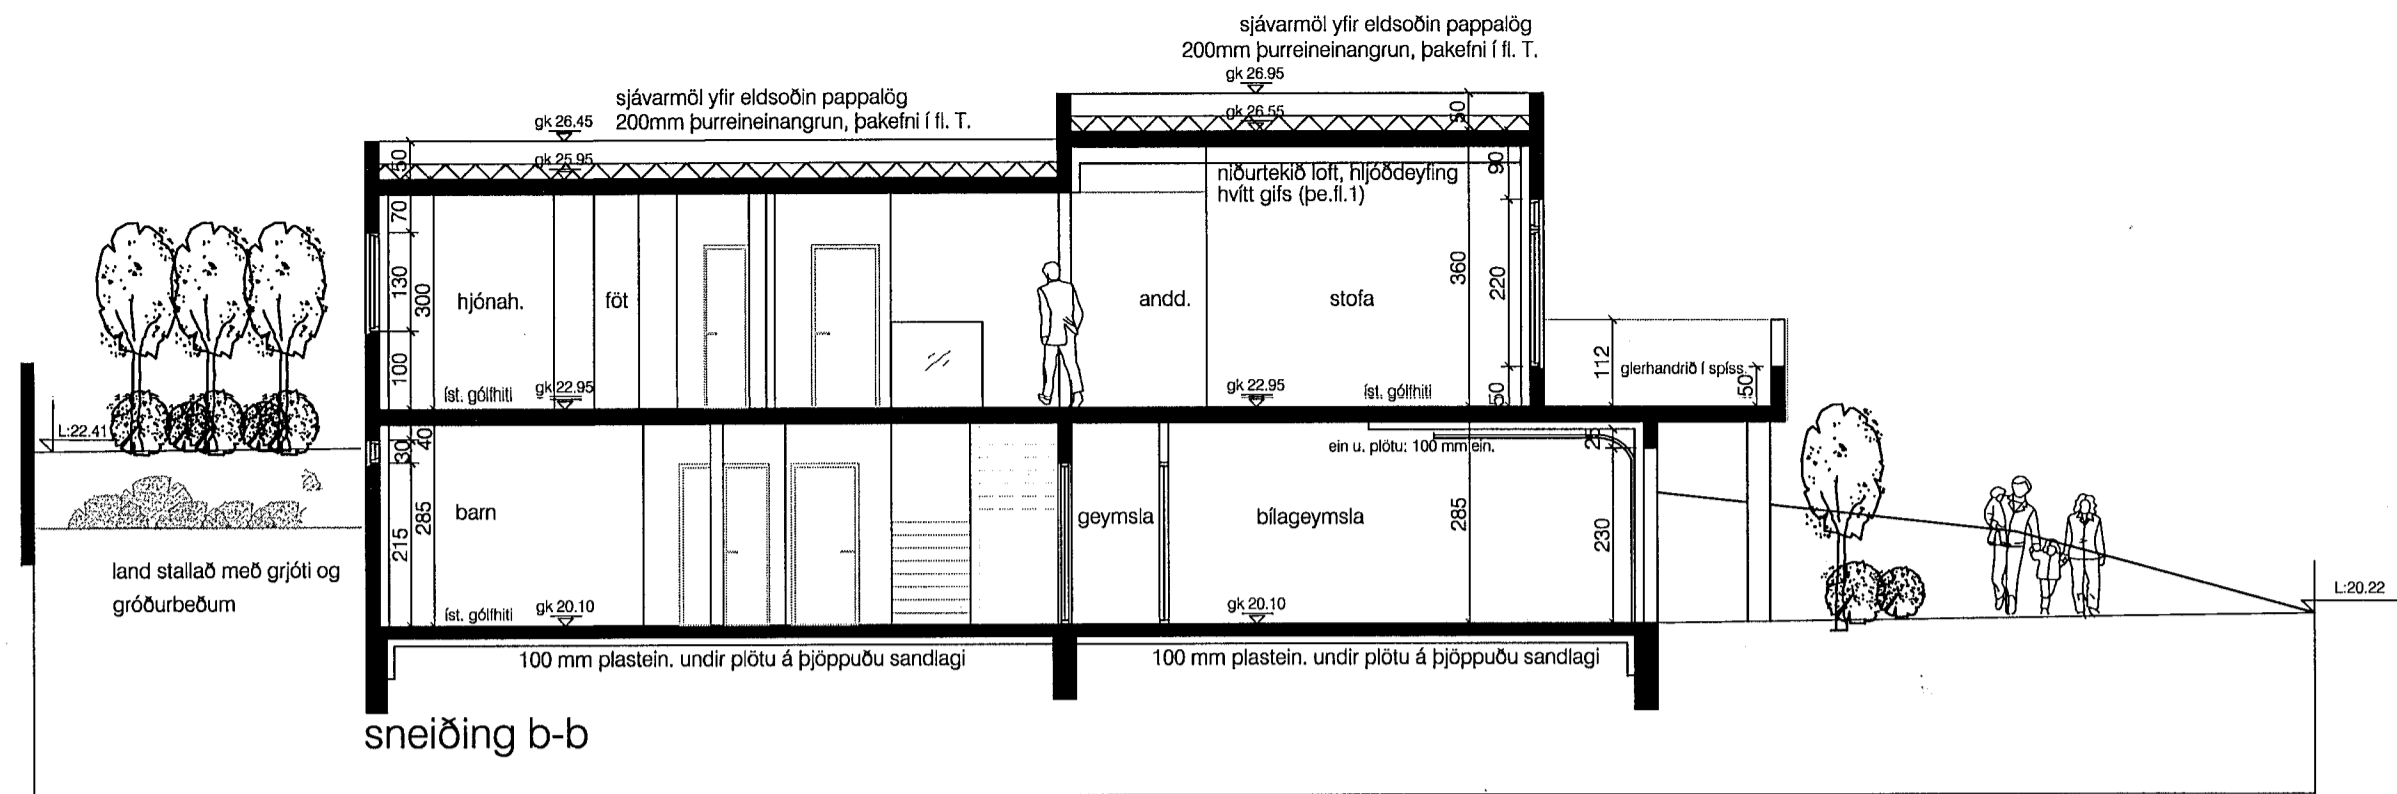 sjávarmöl yfir eldsoðin pappalög
200mm þurreineinangrun, þakefni í fl. T.
gk 26.95
sjávarmöl yfir eldsoðin pappalög
200mm þurreineinangrun, þakefni í fl. T.
gk 26.45
gk 26.55
50
gk 25.95
50
niðurtekið loft, hljóðdeyfing
hvítt gifs (þe.fl.1)
90
70
130
300
100
hjónah.
föt
andd.
stofa
360
220
50
112
glerhandrið í spíss.
50
íst. gólfhiti
gk 22.95
gk 22.95
íst. gólfhiti
L:22.41
40
30
ein u. plötu: 100 mm ein.
25
barn
215
285
geymsla
bílageymsla
285
230
land stallað með grjóti og
gróðurbeðum
íst. gólfhiti
gk 20.10
gk 20.10
L:20.22
100 mm plastein. undir plötu á þjöppuðu sandlagi
100 mm plastein. undir plötu á þjöppuðu sandlagi
sneiðing b-b